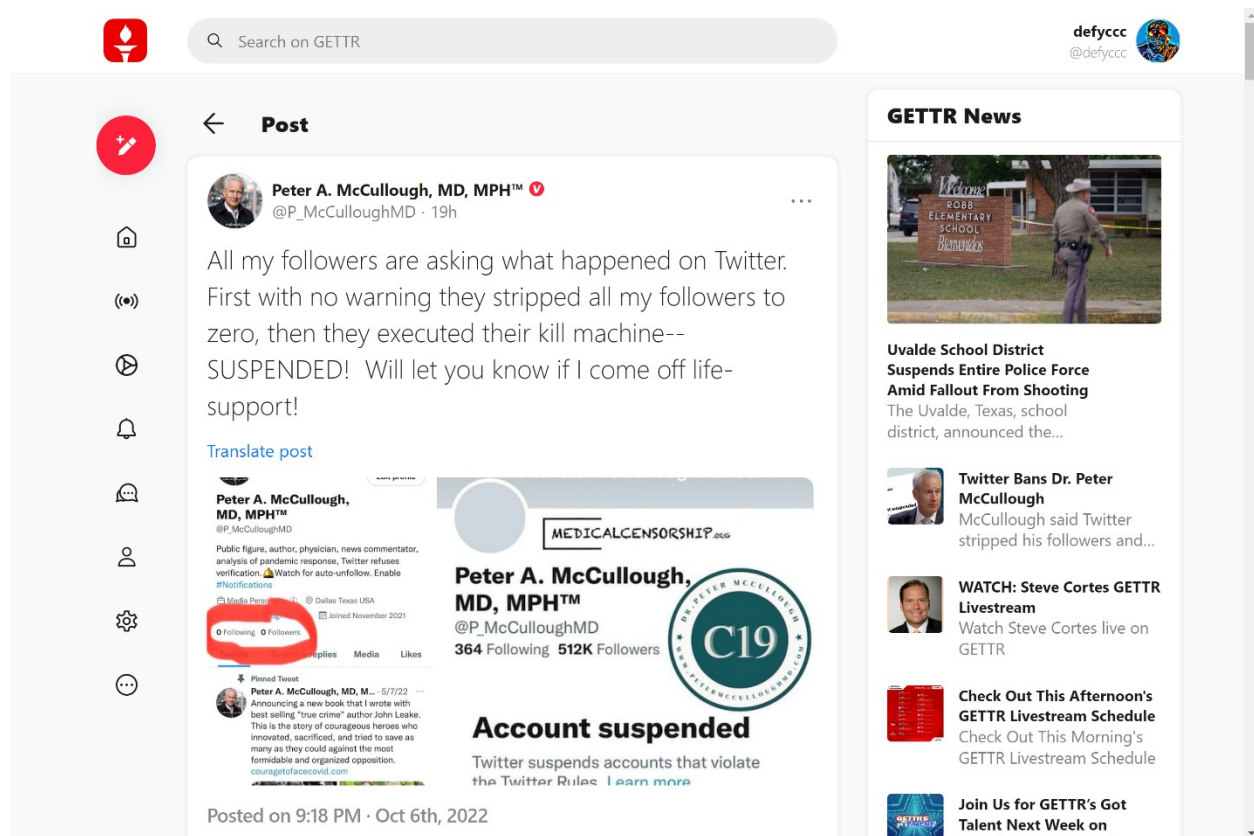 Search on GETTR
defyccc
@defyccc
Post
Peter A. McCullough, MD, MPH™
@P_McCulloughMD · 19h
All my followers are asking what happened on Twitter.
First with no warning they stripped all my followers to
zero, then they executed their kill machine--
SUSPENDED! Will let you know if I come off life-
support!
Translate post
Peter A. McCullough,
MD, MPH™
@P_McCulloughMD
Public figure, author, physician, news commentator,
analysis of pandemic response, Twitter refuses
verification. Watch for auto-unfollow. Enable
#Notifications
Dallas Texas USA
Joined November 2021
0 Following 0 Followers
Media Likes
Pinned Tweet
Peter A. McCullough, MD, M... · 5/7/22
Announcing a new book that I wrote with
best selling "true crime" author John Leake.
This is the story of courageous heroes who
innovated, sacrificed, and tried to save as
many as they could against the most
formidable and organized opposition.
couragetofacecovid.com
MEDICALCENSORSHIP.ORG
Peter A. McCullough,
MD, MPH™
@P_McCulloughMD
364 Following 512K Followers
DR. PETER MCCULLOUGH
C19
WWW.PETERMCCULLOUGHMD.COM
Account suspended
Twitter suspends accounts that violate
the Twitter Rules. Learn more
Posted on 9:18 PM · Oct 6th, 2022
GETTR News
Welcome
ROBB
ELEMENTARY
SCHOOL
Bienvenidos
Uvalde School District
Suspends Entire Police Force
Amid Fallout From Shooting
The Uvalde, Texas, school
district, announced the...
Twitter Bans Dr. Peter
McCullough
McCullough said Twitter
stripped his followers and...
WATCH: Steve Cortes GETTR
Livestream
Watch Steve Cortes live on
GETTR
Check Out This Afternoon's
GETTR Livestream Schedule
Check Out This Morning's
GETTR Livestream Schedule
Join Us for GETTR's Got
Talent Next Week on